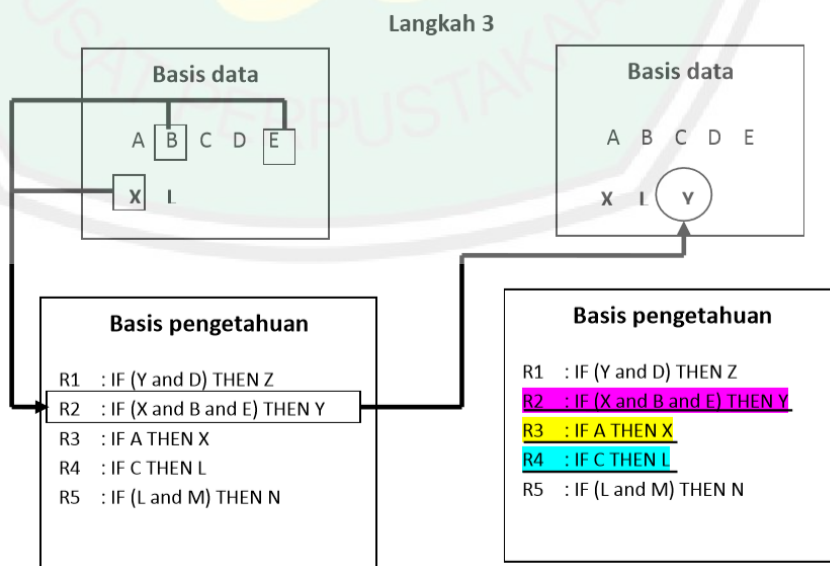 Langkah 3
Basis data
A B C D E
X L
Basis data
A B C D E
X L Y
Basis pengetahuan
R1 : IF (Y and D) THEN Z
R2 : IF (X and B and E) THEN Y
R3 : IF A THEN X
R4 : IF C THEN L
R5 : IF (L and M) THEN N
Basis pengetahuan
R1 : IF (Y and D) THEN Z
R2 : IF (X and B and E) THEN Y
R3 : IF A THEN X
R4 : IF C THEN L
R5 : IF (L and M) THEN N
PUSAT PERPUSTAKAA